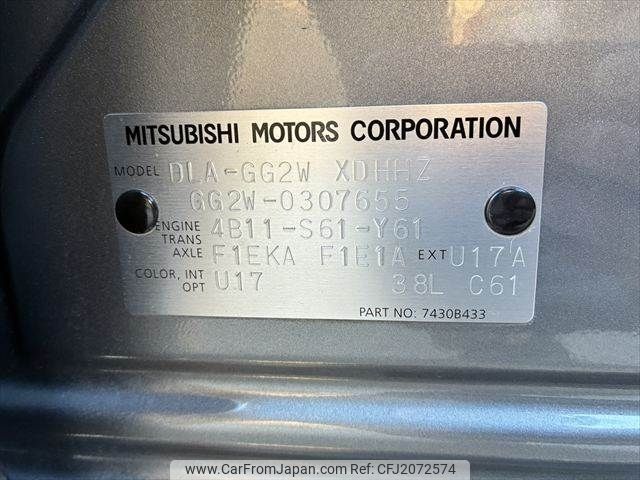 MITSUBISHI MOTORS CORPORATION
MODEL DLA-GG2W XDHHZ
GG2W-0307655
ENGINE 4B11-S61-Y61
TRANS AXLE F1EKA F1E1A EXT U17A
COLOR, INT OPT U17 38L C61
PART NO: 7430B433
www.CarFromJapan.com | Ref No: CFJ2072574